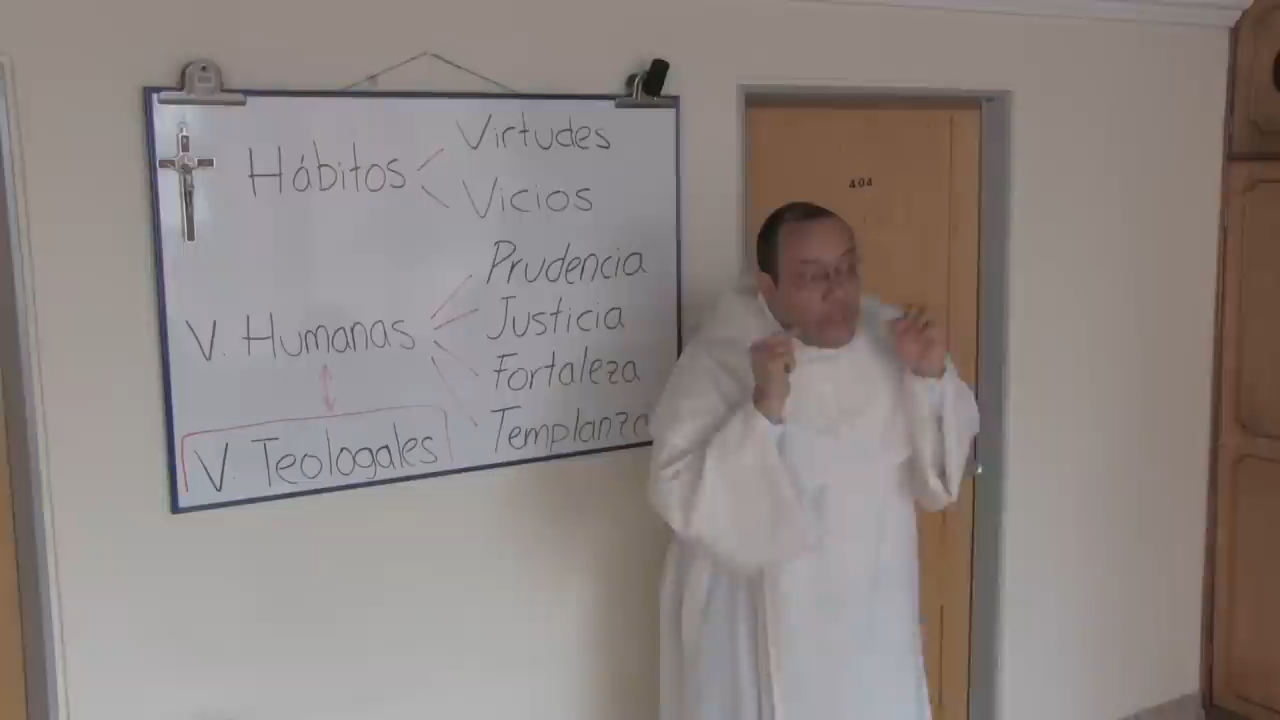 Hábitos
Virtudes
Vicios
V. Humanas
Prudencia
Justicia
Fortaleza
Templanza
V. Teologales
404